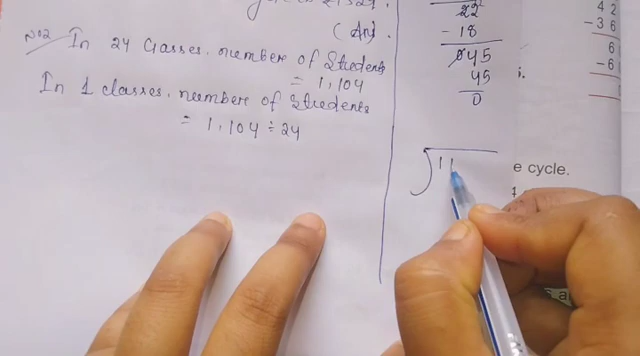 (Ans).
No2 In 24 Classes. number of Students
= 1,104
In 1 classes. number of Students
= 1,104 ÷ 24
22
- 18
045
45
0
11
42
- 36
6
- 6
e cycle.